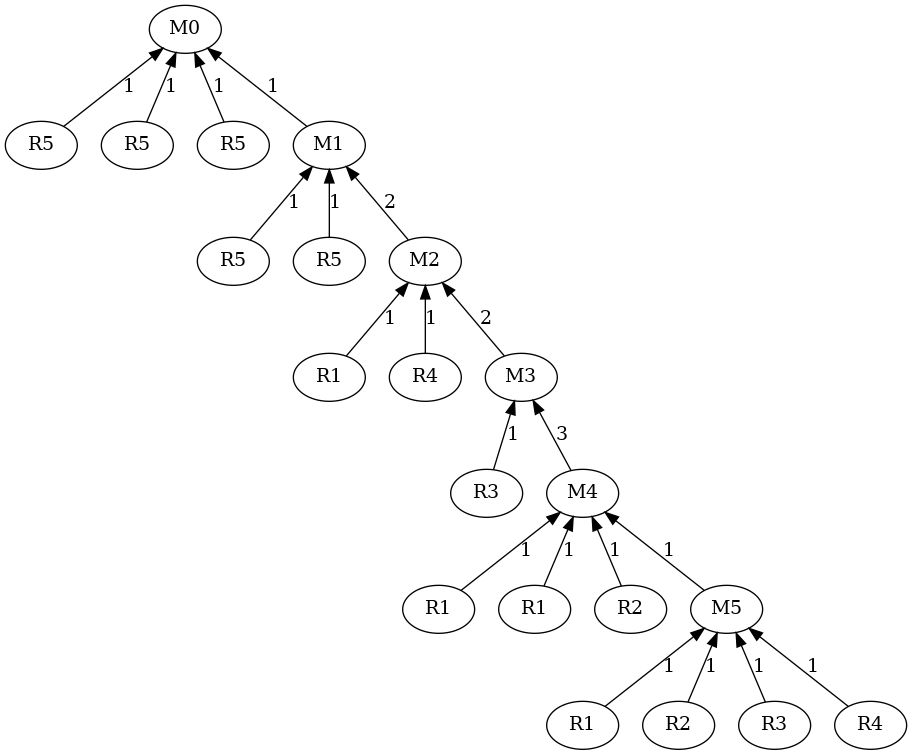 M0
1 1 1 1
R5 R5 R5 M1
1 1 2
R5 R5 M2
1 1 2
R1 R4 M3
1 3
R3 M4
1 1 1 1
R1 R1 R2 M5
1 1 1 1
R1 R2 R3 R4